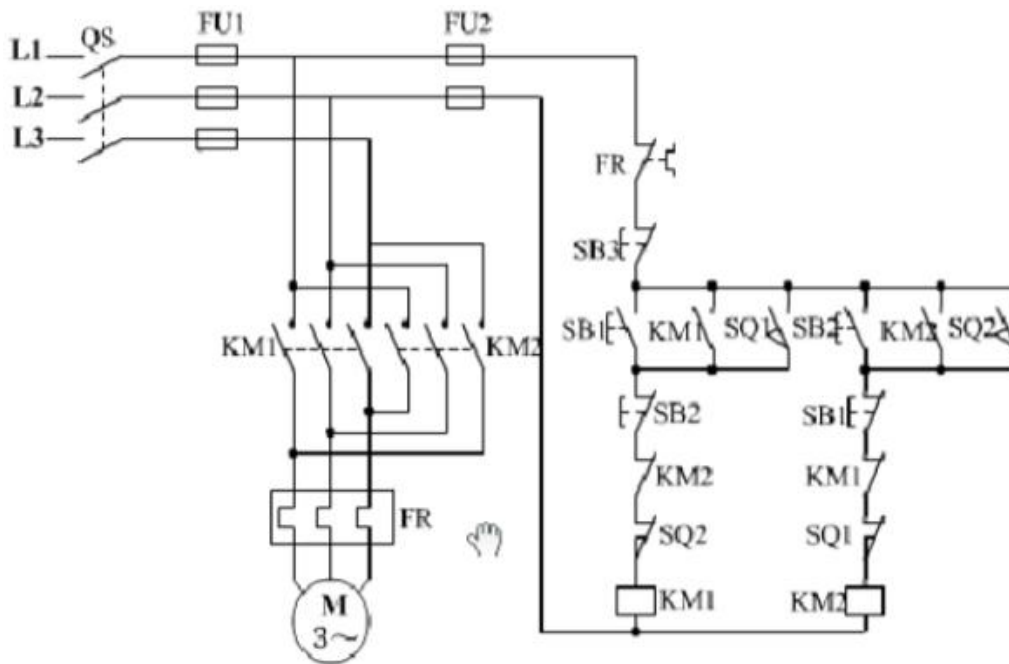 FU1 FU2
L1 QS
L2
L3
FR
SB3
SB1 KM1 SQ1 SB2 KM2 SQ2
KM1 KM2
SB2 SB1
KM2 KM1
FR SQ2 SQ1
KM1 KM2
M
3~